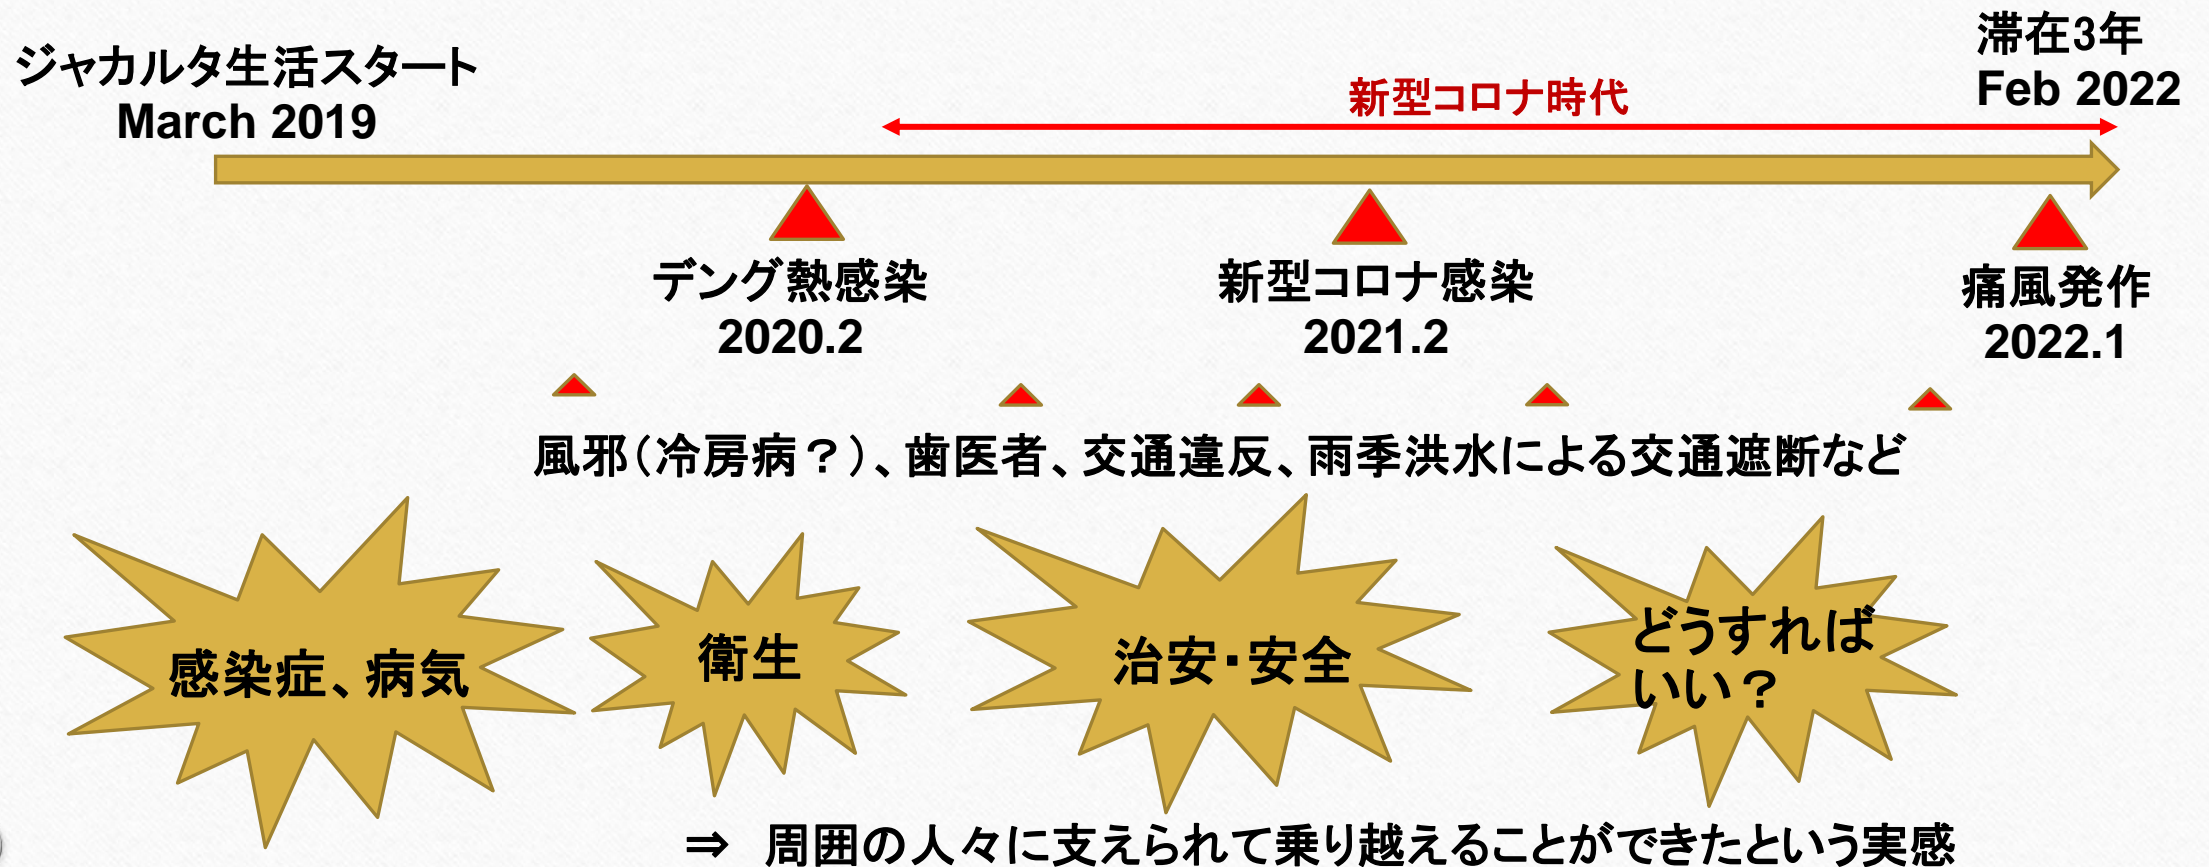 ジャカルタ生活スタート
March 2019
新型コロナ時代
滞在3年
Feb 2022
デング熱感染
2020.2
新型コロナ感染
2021.2
痛風発作
2022.1
風邪(冷房病？)、歯医者、交通違反、雨季洪水による交通遮断など
感染症、病気
衛生
治安・安全
どうすれば
いい？
⇒　周囲の人々に支えられて乗り越えることができたという実感